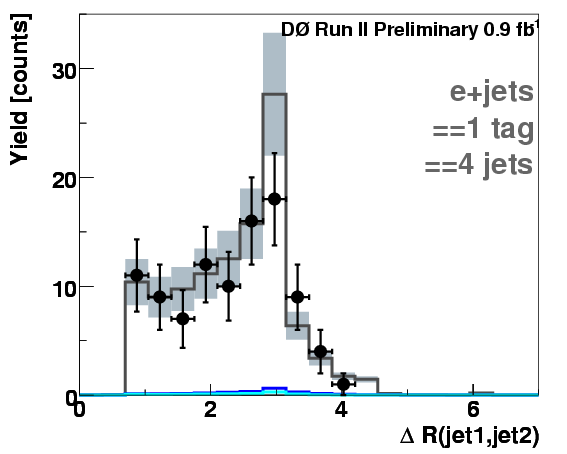 DØ Run II Preliminary 0.9 fb⁻¹
Yield [counts]
e+jets
==1 tag
==4 jets
30
20
10
0
0 2 4 6
Δ R(jet1,jet2)